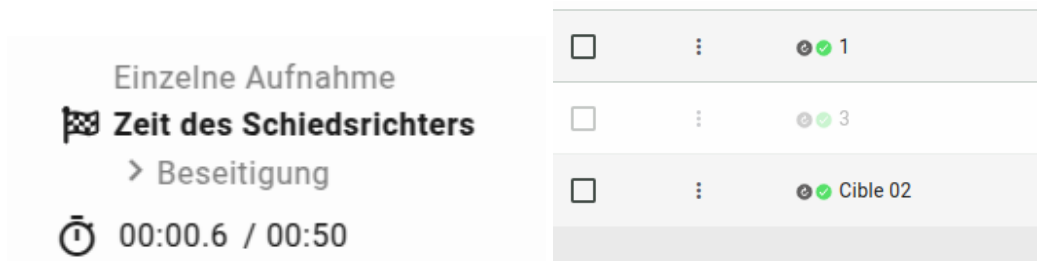 Einzelne Aufnahme
Zeit des Schiedsrichters
Beseitigung
00:00.6 / 00:50
1
3
Cible 02